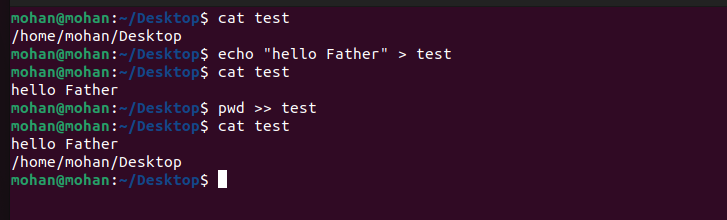 mohan@mohan:~/Desktop$ cat test
/home/mohan/Desktop
mohan@mohan:~/Desktop$ echo "hello Father" > test
mohan@mohan:~/Desktop$ cat test
hello Father
mohan@mohan:~/Desktop$ pwd >> test
mohan@mohan:~/Desktop$ cat test
hello Father
/home/mohan/Desktop
mohan@mohan:~/Desktop$